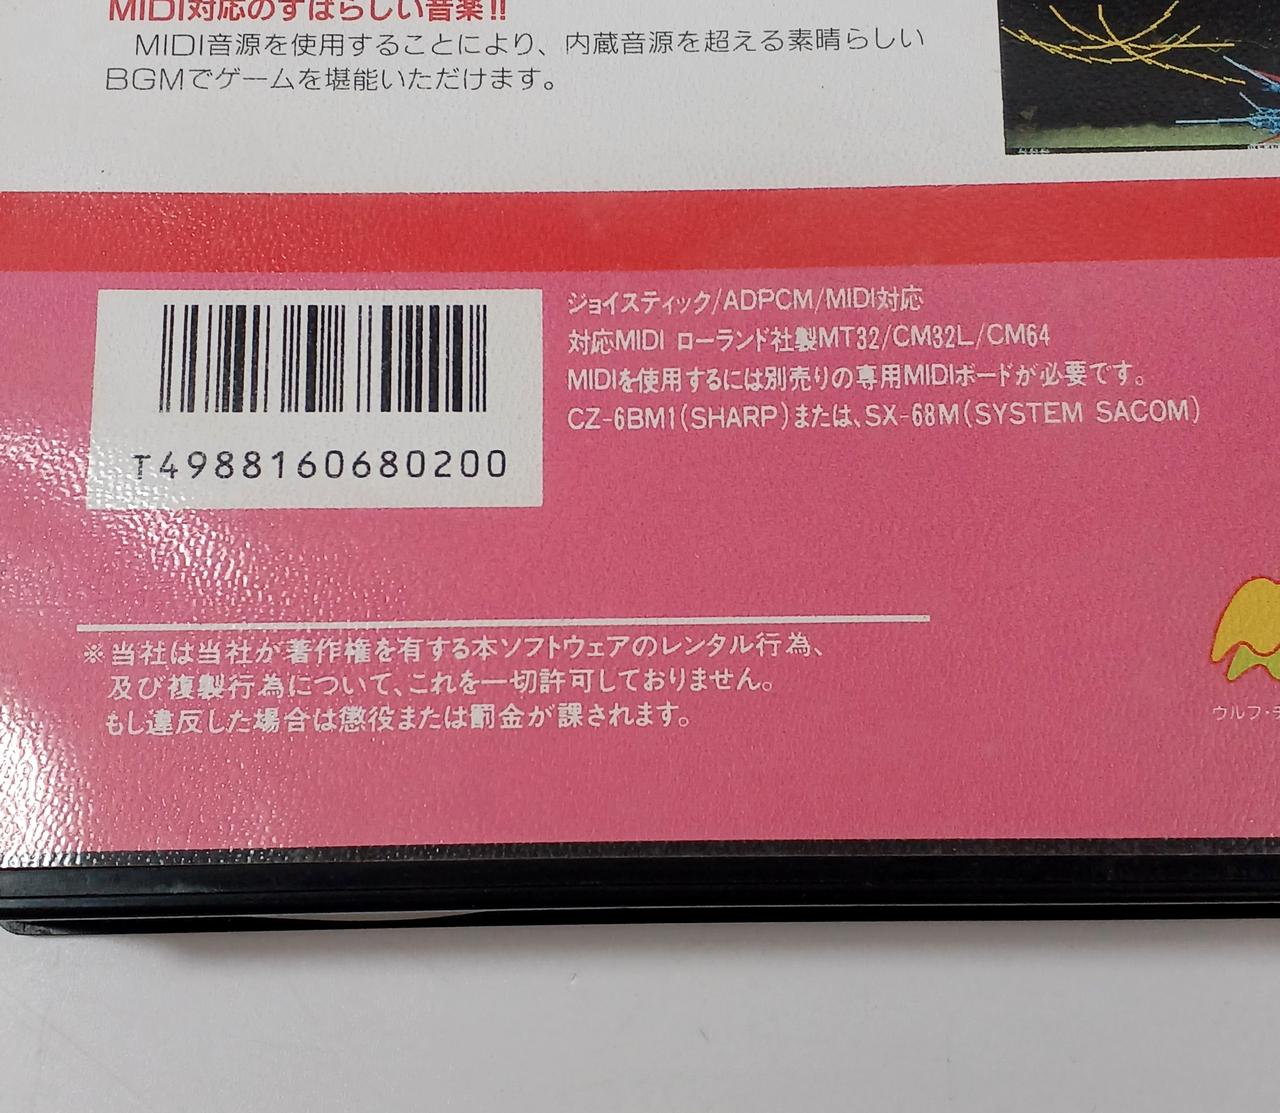 MIDI対応のすばらしい音楽!!
MIDI音源を使用することにより、内蔵音源を超える素晴らしい
BGMでゲームを堪能いただけます。
ジョイスティック/ADPCM/MIDI対応
対応MIDI ローランド社製MT32/CM32L/CM64
MIDIを使用するには別売りの専用MIDIボードが必要です。
CZ-6BM1(SHARP)または、SX-68M(SYSTEM SACOM)
T4988160680200
※当社は当社が著作権を有する本ソフトウェアのレンタル行為、
及び複製行為について、これを一切許可しておりません。
もし違反した場合は懲役または罰金が課されます。
ウルフ・